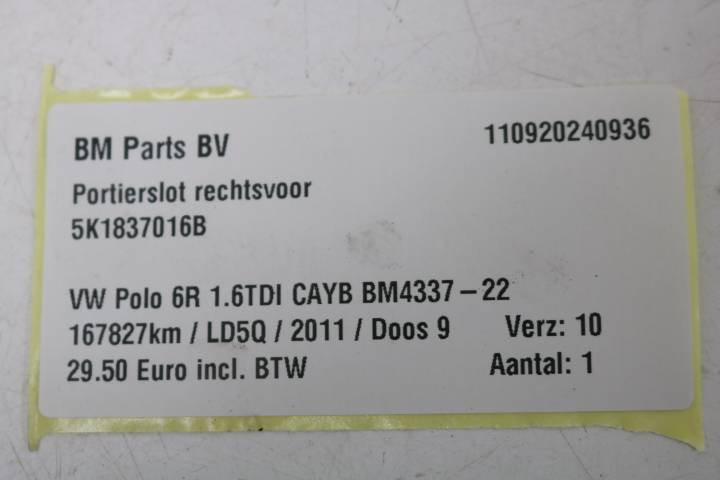 BM Parts BV 110920240936
Portierslot rechtsvoor
5K1837016B
VW Polo 6R 1.6TDI CAYB BM4337-22
167827km / LD5Q / 2011 / Doos 9 Verz: 10
29.50 Euro incl. BTW Aantal: 1